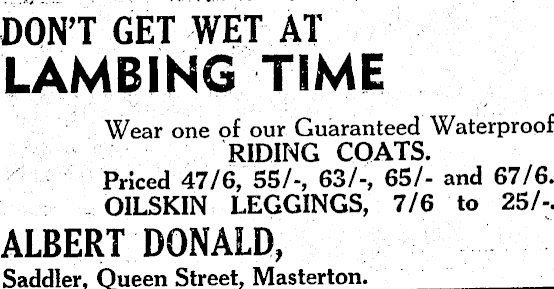 DON'T GET WET AT
LAMBING TIME
Wear one of our Guaranteed Waterproof
RIDING COATS.
Priced 47/6, 55/-, 63/-, 65/- and 67/6.
OILSKIN LEGGINGS, 7/6 to 25/-.
ALBERT DONALD,
Saddler, Queen Street, Masterton.